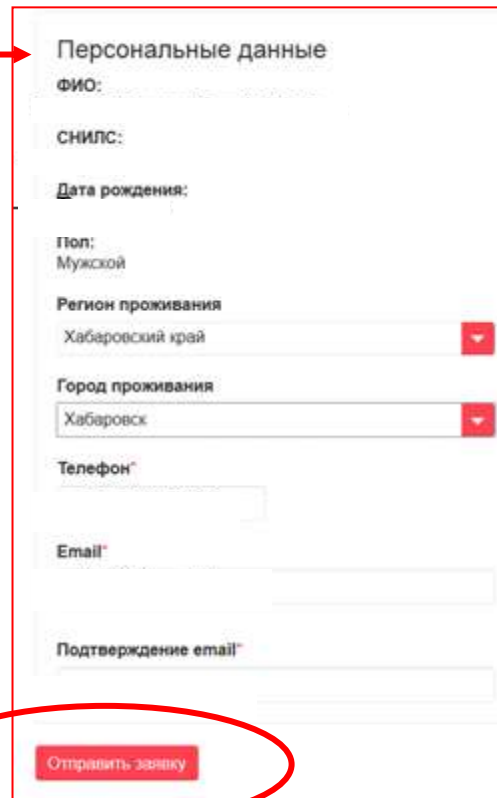 Персональные данные
ФИО:
СНИЛС:
Дата рождения:
Пол:
Мужской
Регион проживания
Хабаровский край
Город проживания
Хабаровск
Телефон*
Email*
Подтверждение email*
Отправить заявку